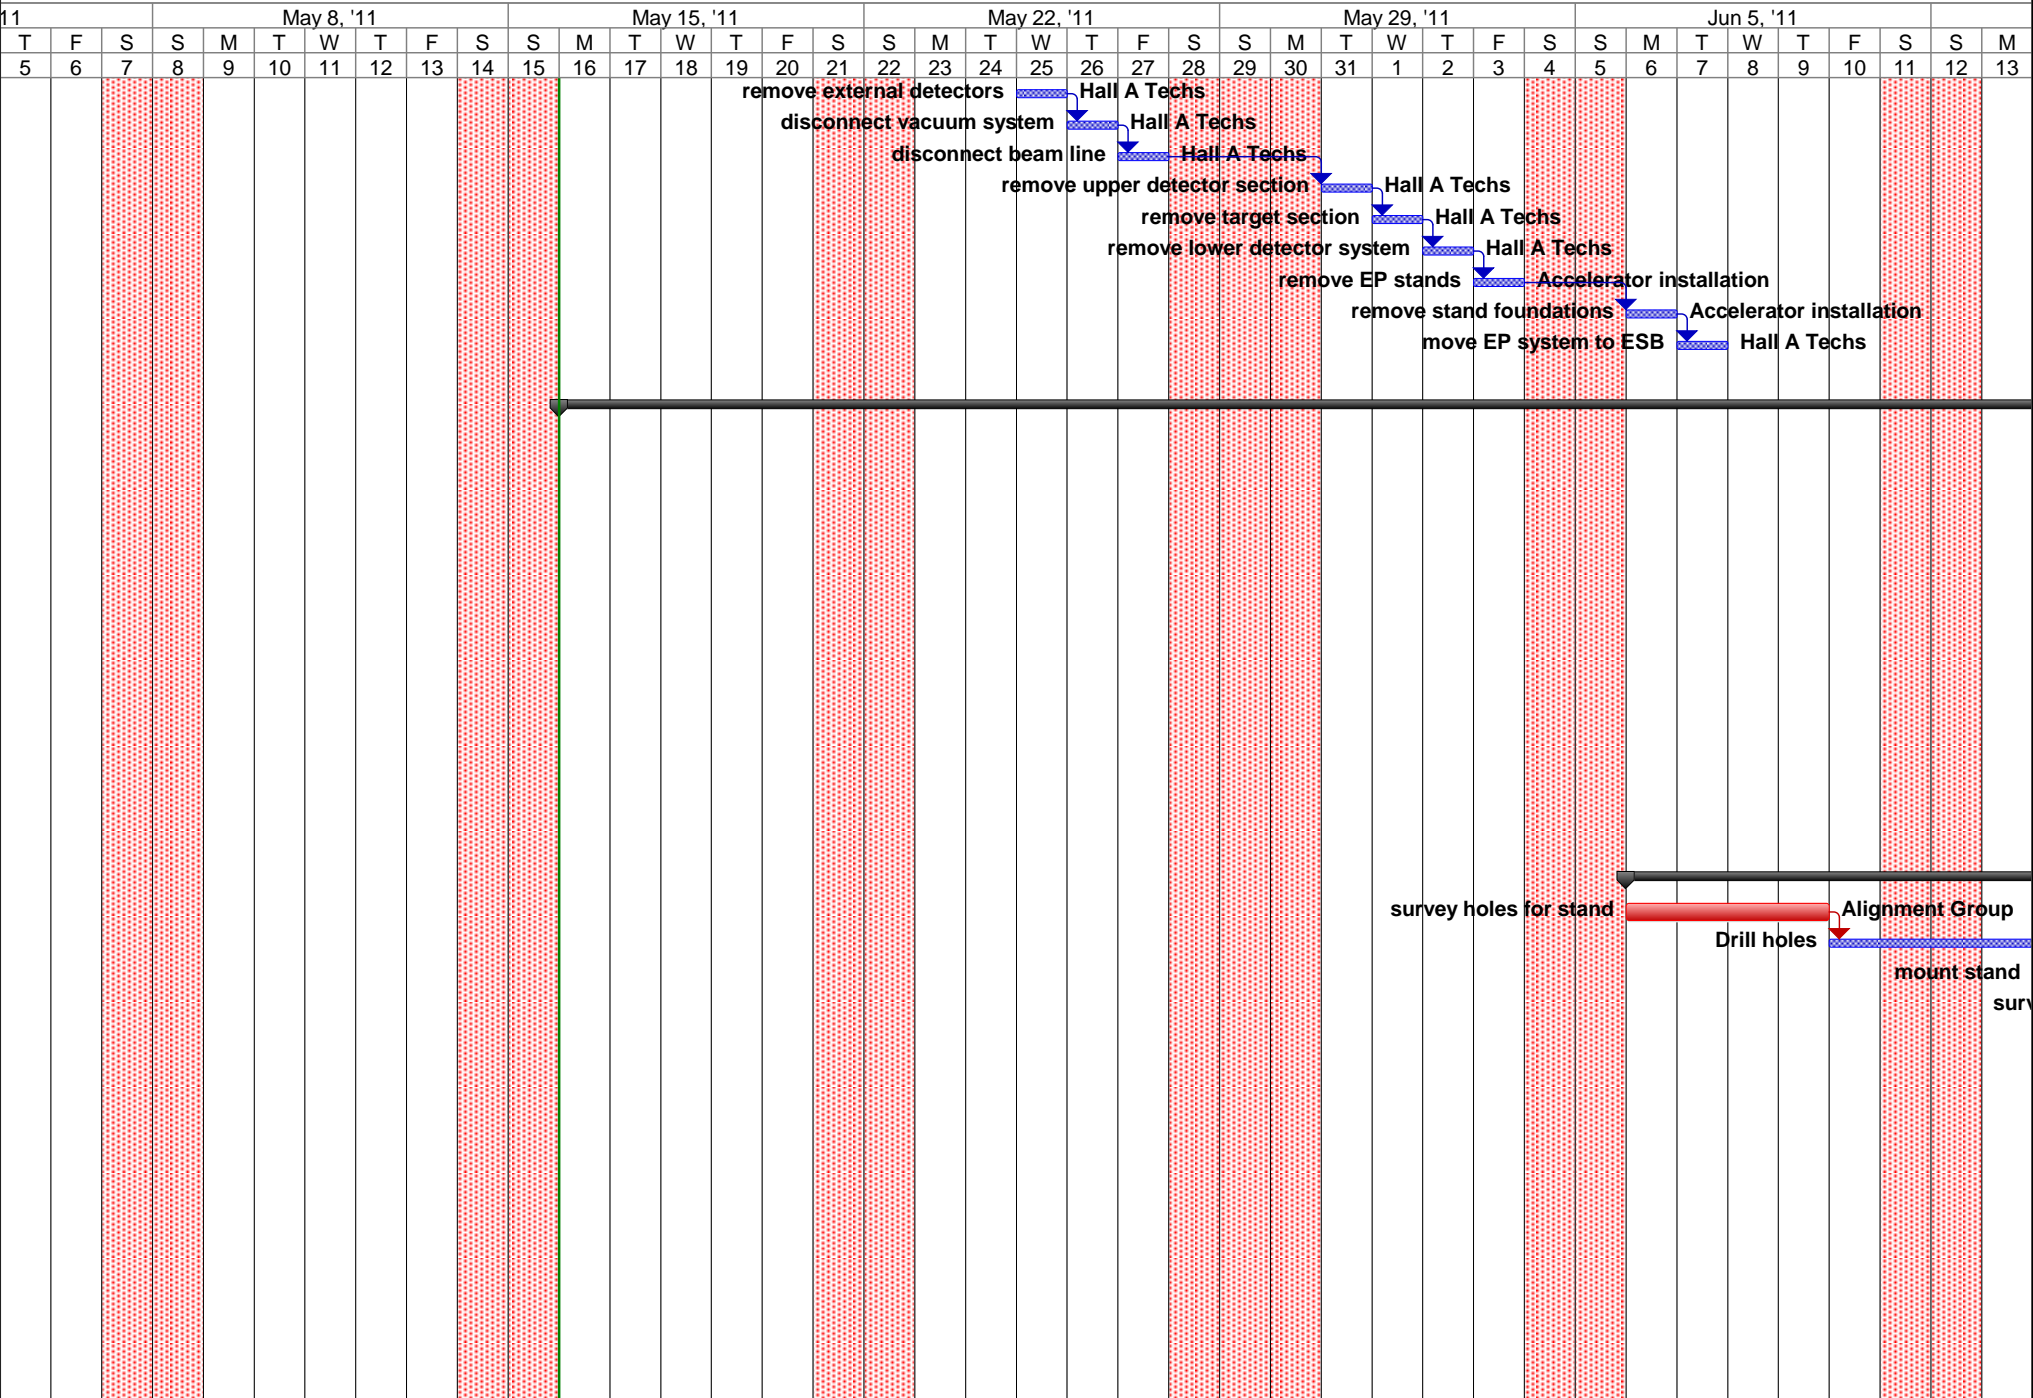 11 May 8, '11 May 15, '11 May 22, '11 May 29, '11 Jun 5, '11
T F S S M T W T F S S M T W T F S S M T W T F S S M T W T F S S M T W T F S S M
5 6 7 8 9 10 11 12 13 14 15 16 17 18 19 20 21 22 23 24 25 26 27 28 29 30 31 1 2 3 4 5 6 7 8 9 10 11 12 13
remove external detectors Hall A Techs
disconnect vacuum system Hall A Techs
disconnect beam line Hall A Techs
remove upper detector section Hall A Techs
remove target section Hall A Techs
remove lower detector system Hall A Techs
remove EP stands Accelerator installation
remove stand foundations Accelerator installation
move EP system to ESB Hall A Techs
survey holes for stand Alignment Group
Drill holes
mount stand
surv